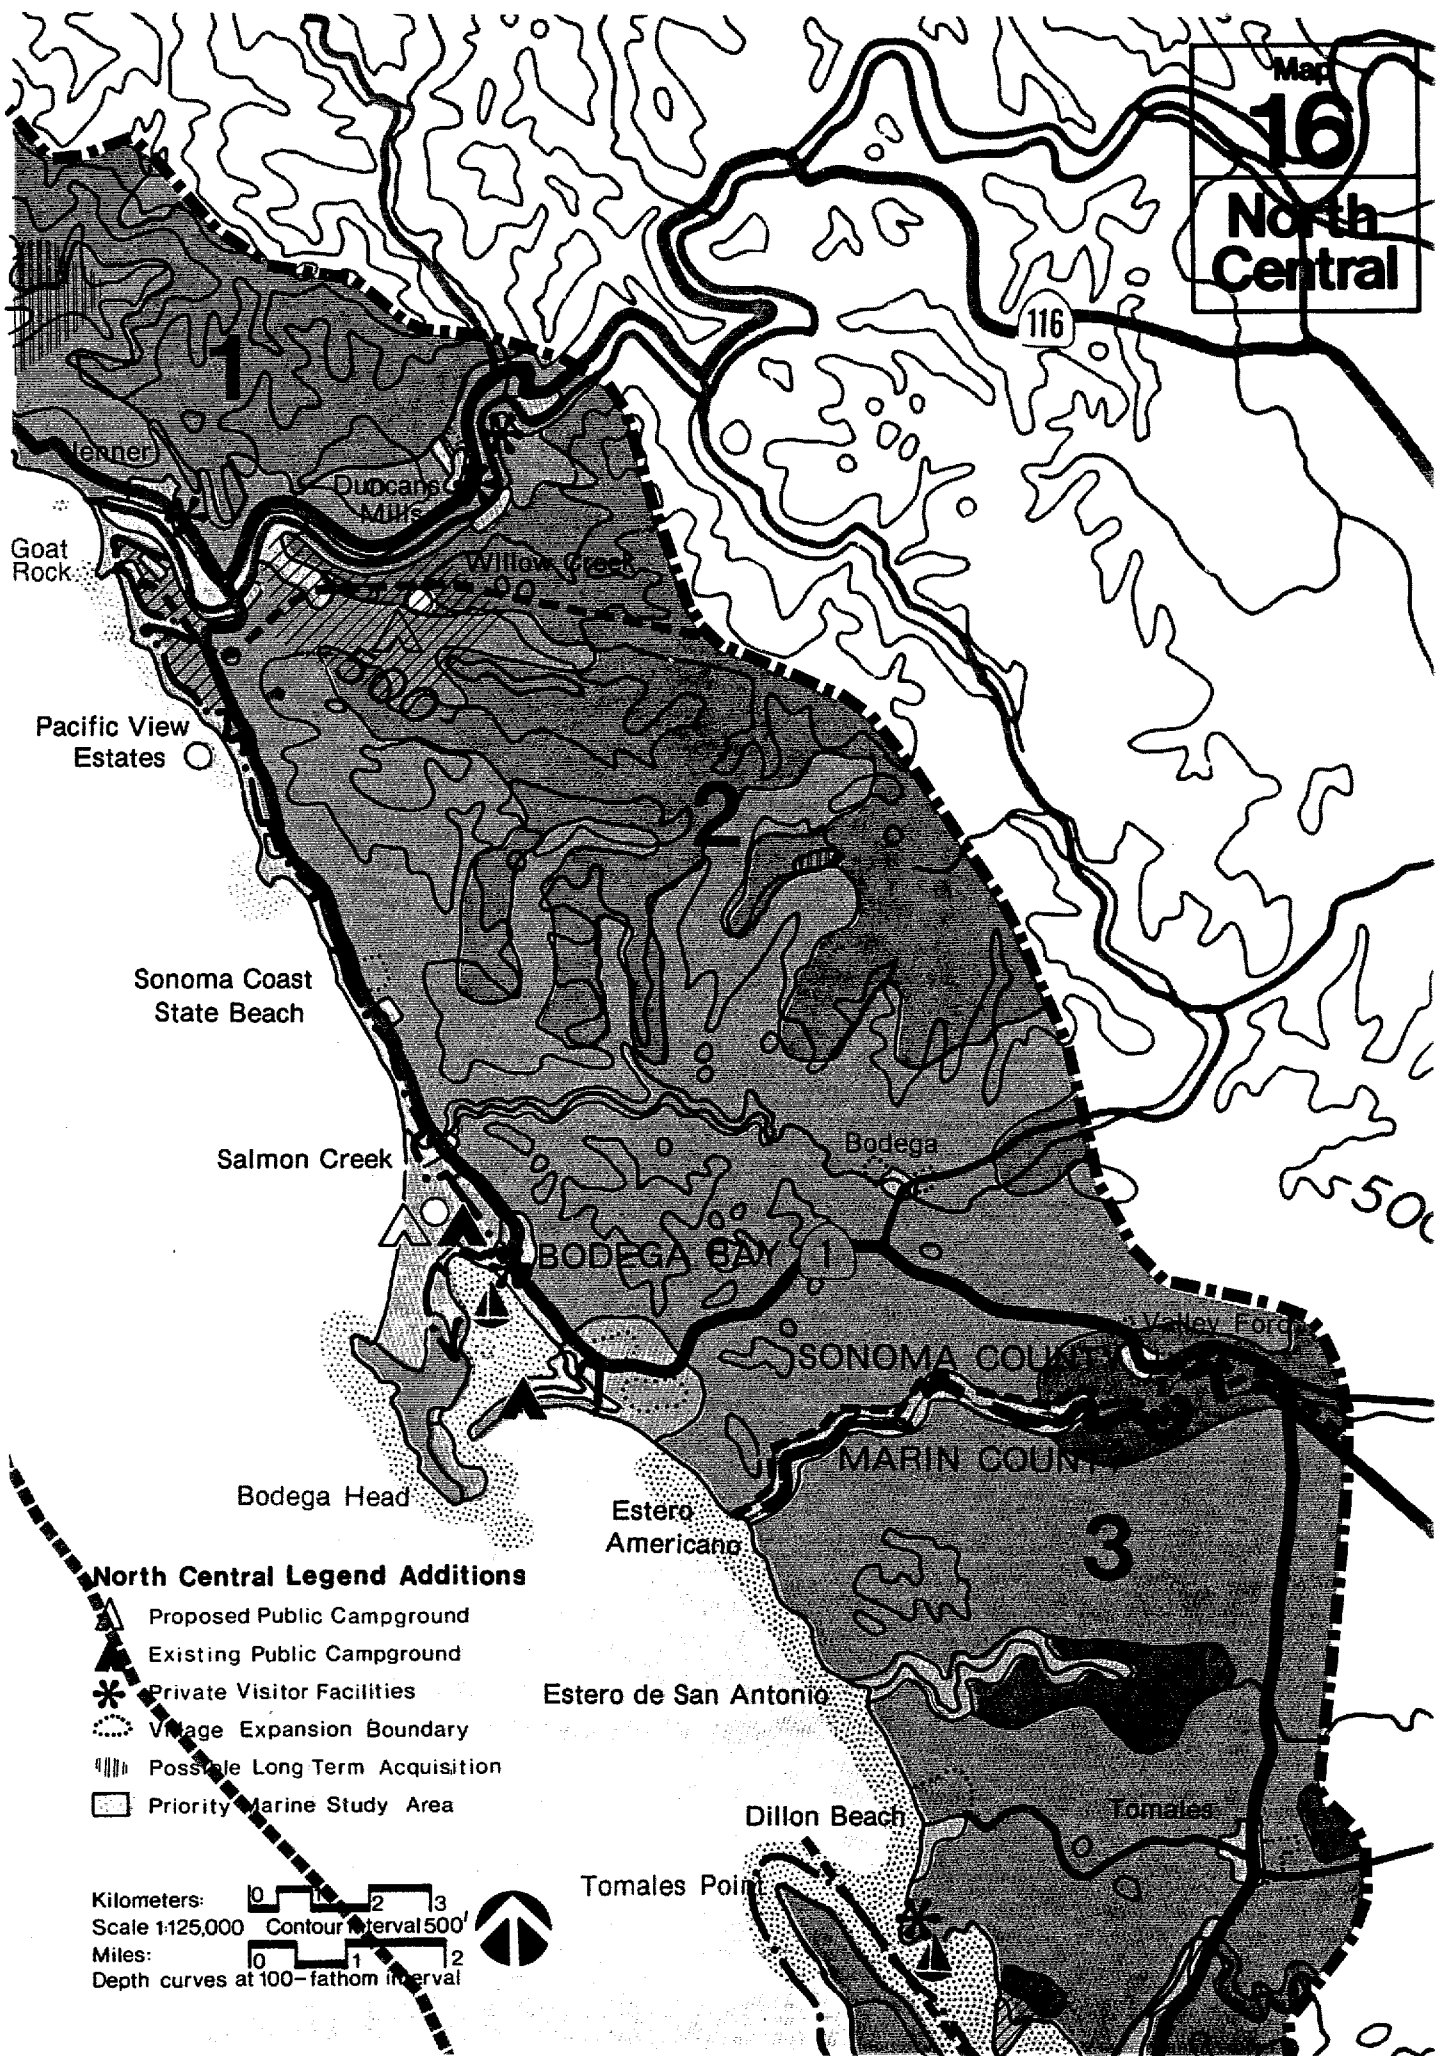 Map
16
North
Central
116
1
Jenner
Duncans
Mills
Goat
Rock
Willow Creek
500
Pacific View
Estates
2
Sonoma Coast
State Beach
Bodega
Salmon Creek
500
BODEGA BAY
1
Valley Ford
SONOMA COUNTY
MARIN COUNTY
Bodega Head
Estero
Americano
3
North Central Legend Additions
Proposed Public Campground
Existing Public Campground
Private Visitor Facilities
Village Expansion Boundary
Possible Long Term Acquisition
Priority Marine Study Area
Estero de San Antonio
Dillon Beach
Tomales
Tomales Point
Kilometers: 0 1 2 3
Scale 1:125,000 Contour Interval 500'
Miles: 0 1 2
Depth curves at 100-fathom interval